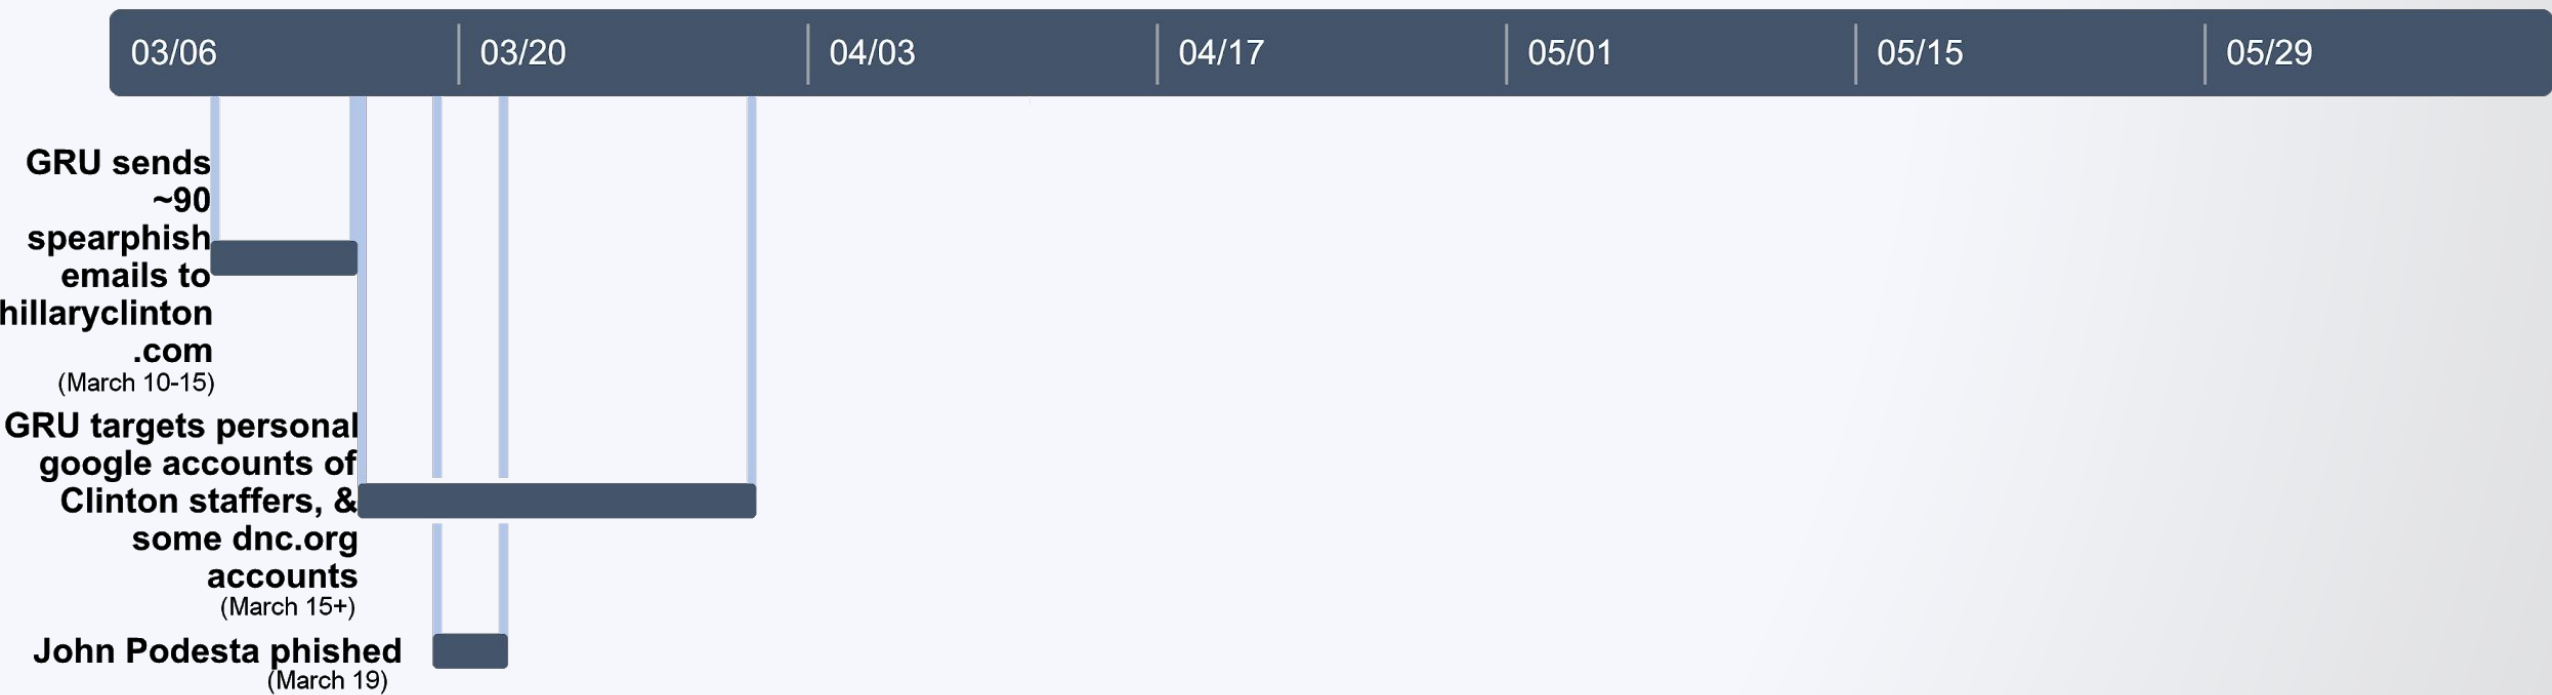 03/06 03/20 04/03 04/17 05/01 05/15 05/29
GRU sends
~90
spearphish
emails to
hillaryclinton
.com
(March 10-15)
GRU targets personal
google accounts of
Clinton staffers, &
some dnc.org
accounts
(March 15+)
John Podesta phished
(March 19)